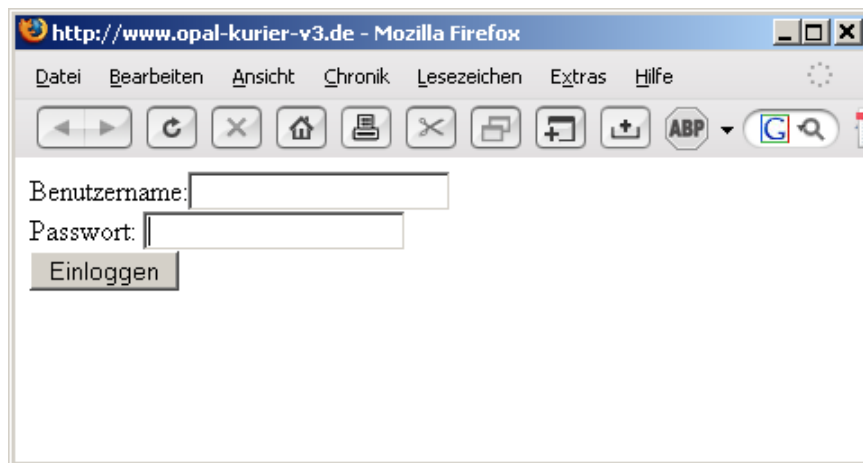 http://www.opal-kurier-v3.de - Mozilla Firefox
Datei Bearbeiten Ansicht Chronik Lesezeichen Extras Hilfe
ABP G
Benutzername:
Passwort:
Einloggen